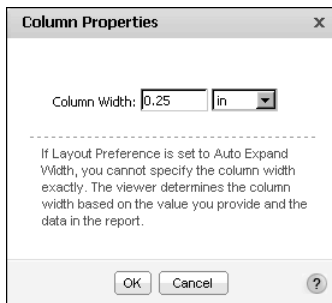 Column Properties x
Column Width: 0.25 in
If Layout Preference is set to Auto Expand
Width, you cannot specify the column width
exactly. The viewer determines the column
width based on the value you provide and the
data in the report.
OK Cancel ?